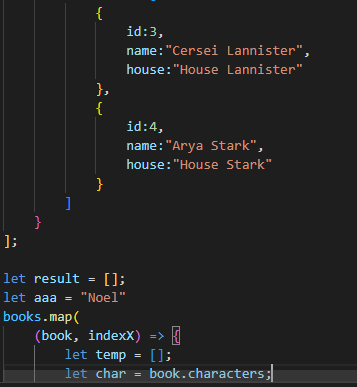 {
id:3,
name:"Cersei Lannister",
house:"House Lannister"
},
{
id:4,
name:"Arya Stark",
house:"House Stark"
}
]
}
];
let result = [];
let aaa = "Noel"
books.map(
(book, indexX) => {
let temp = [];
let char = book.characters;